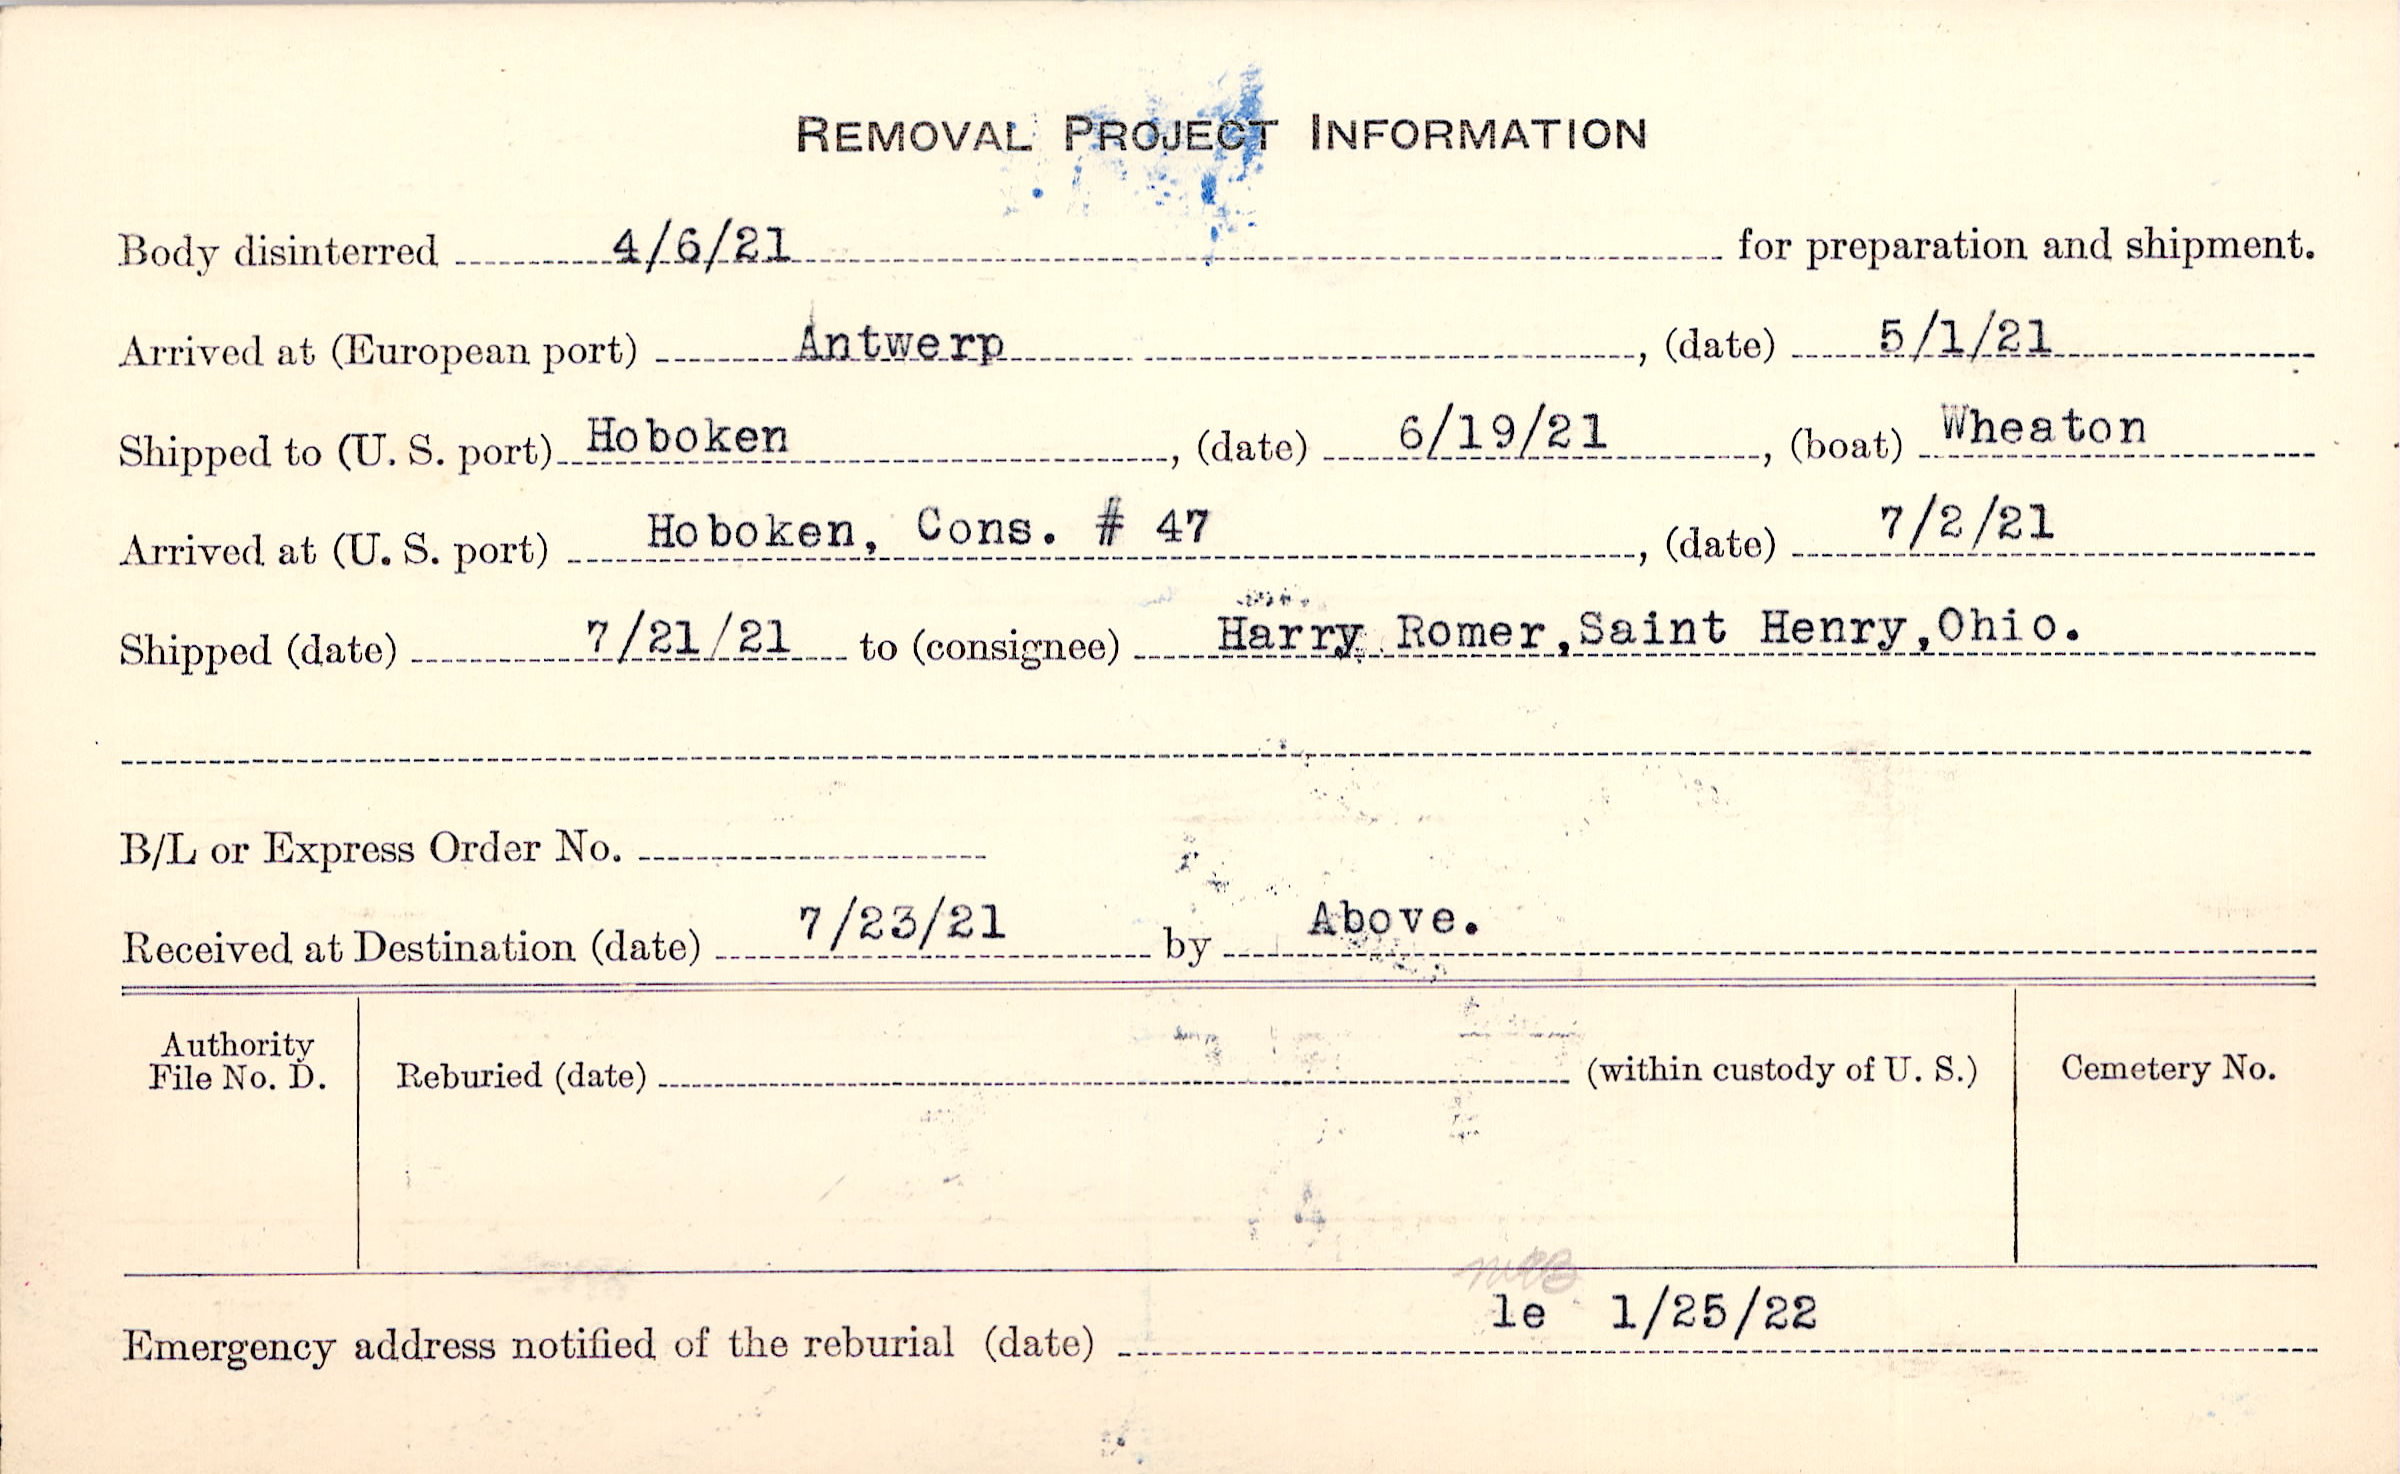 REMOVAL PROJECT INFORMATION
Body disinterred 4/6/21 for preparation and shipment.
Arrived at (European port) Antwerp, (date) 5/1/21
Shipped to (U. S. port) Hoboken, (date) 6/19/21, (boat) Wheaton
Arrived at (U. S. port) Hoboken, Cons. # 47, (date) 7/2/21
Shipped (date) 7/21/21 to (consignee) Harry Romer,Saint Henry,Ohio.
B/L or Express Order No.
Received at Destination (date) 7/23/21 by Above.
Authority
File No. D.
Reburied (date) (within custody of U. S.)
Cemetery No.
Emergency address notified of the reburial (date) le 1/25/22